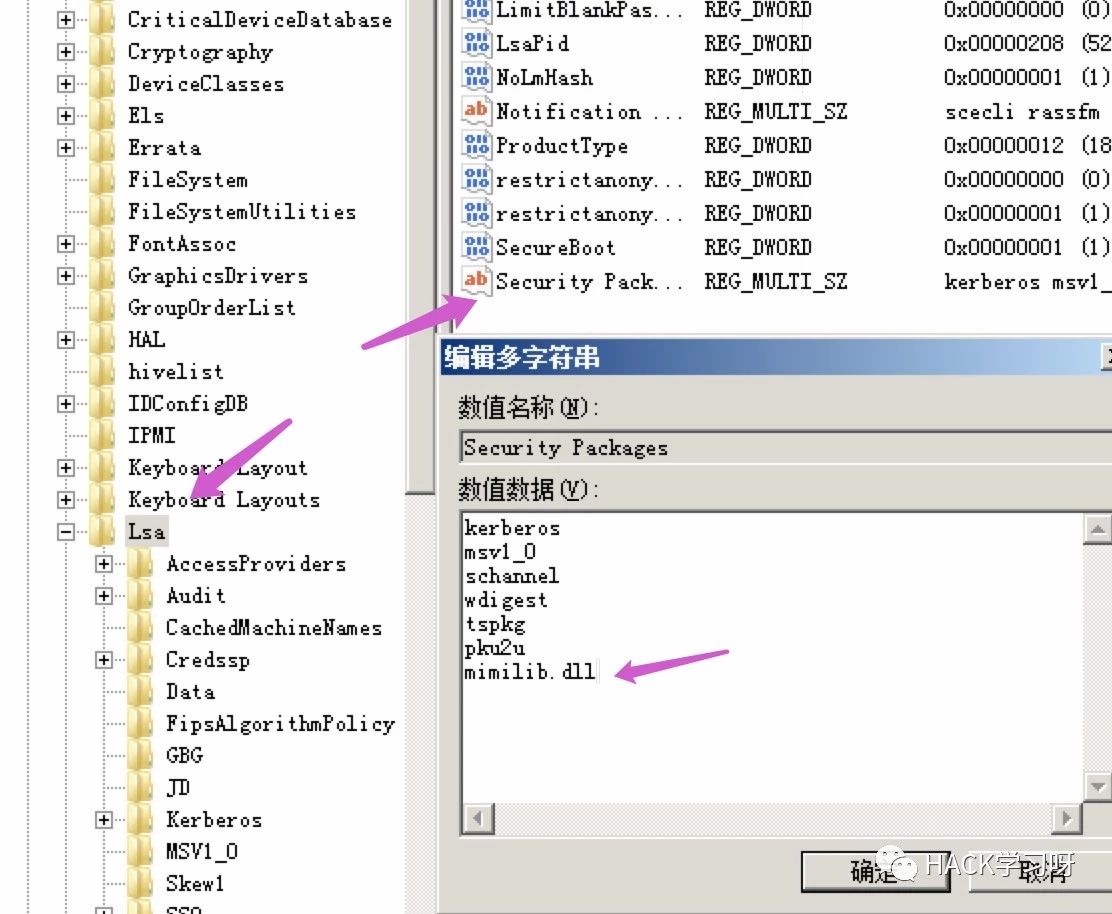 CriticalDeviceDatabase
Cryptography
DeviceClasses
Els
Errata
FileSystem
FileSystemUtilities
FontAssoc
GraphicsDrivers
GroupOrderList
HAL
hivelist
IDConfigDB
IPMI
Keyboard Layout
Keyboard Layouts
Lsa
AccessProviders
Audit
CachedMachineNames
Credssp
Data
FipsAlgorithmPolicy
GBG
JD
Kerberos
MSV1_0
Skew1
SSO
LimitBlankPas... REG_DWORD 0x00000000 (0)
LsaPid REG_DWORD 0x00000208 (52
NoLmHash REG_DWORD 0x00000001 (1)
Notification ... REG_MULTI_SZ scecli rassfm
ProductType REG_DWORD 0x00000012 (18
restrictanony... REG_DWORD 0x00000000 (0)
restrictanony... REG_DWORD 0x00000001 (1)
SecureBoot REG_DWORD 0x00000001 (1)
Security Pack... REG_MULTI_SZ kerberos msv1_
编辑多字符串
数值名称(N):
Security Packages
数值数据(V):
kerberos
msv1_0
schannel
wdigest
tspkg
pku2u
mimilib.dll
确定 取消
HACK学习呀